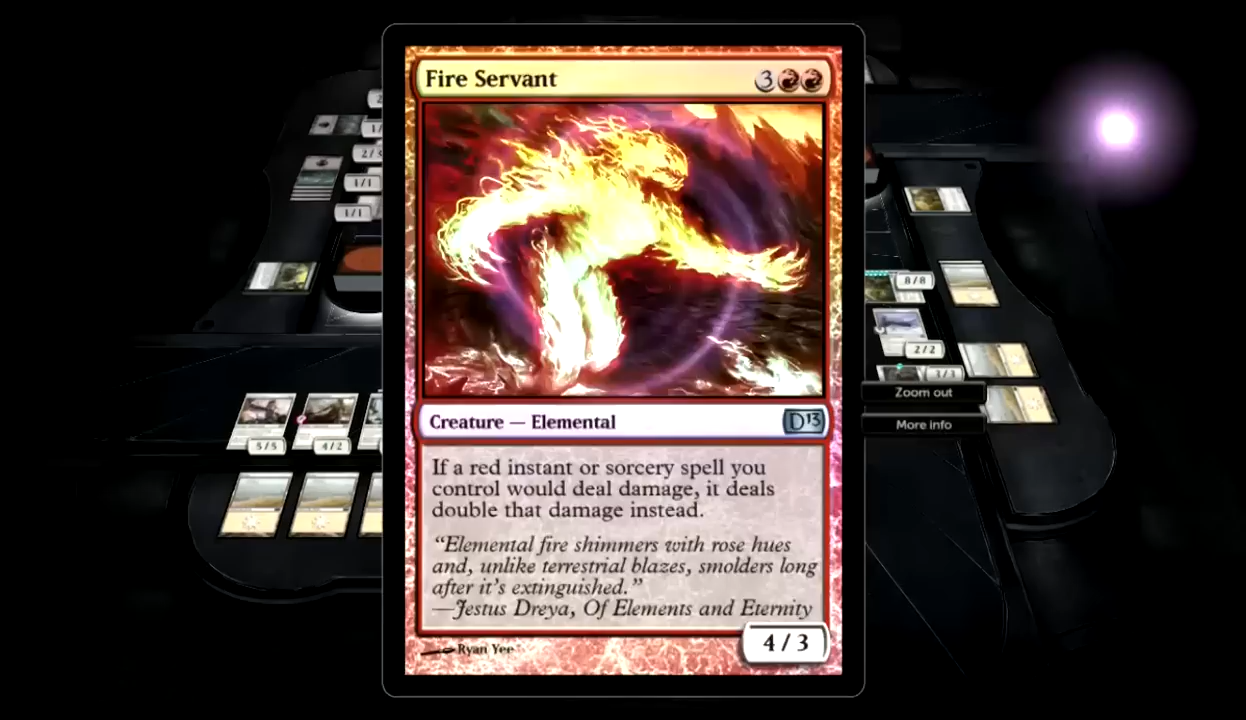 Fire Servant
3
Creature — Elemental
D13
If a red instant or sorcery spell you
control would deal damage, it deals
double that damage instead.
“Elemental fire shimmers with rose hues
and, unlike terrestrial blazes, smolders long
after it’s extinguished.”
—Jestus Dreya, Of Elements and Eternity
4 / 3
Ryan Yee
2/3
1/1
1/1
5/5
4/2
8/8
2/2
Zoom out
More info